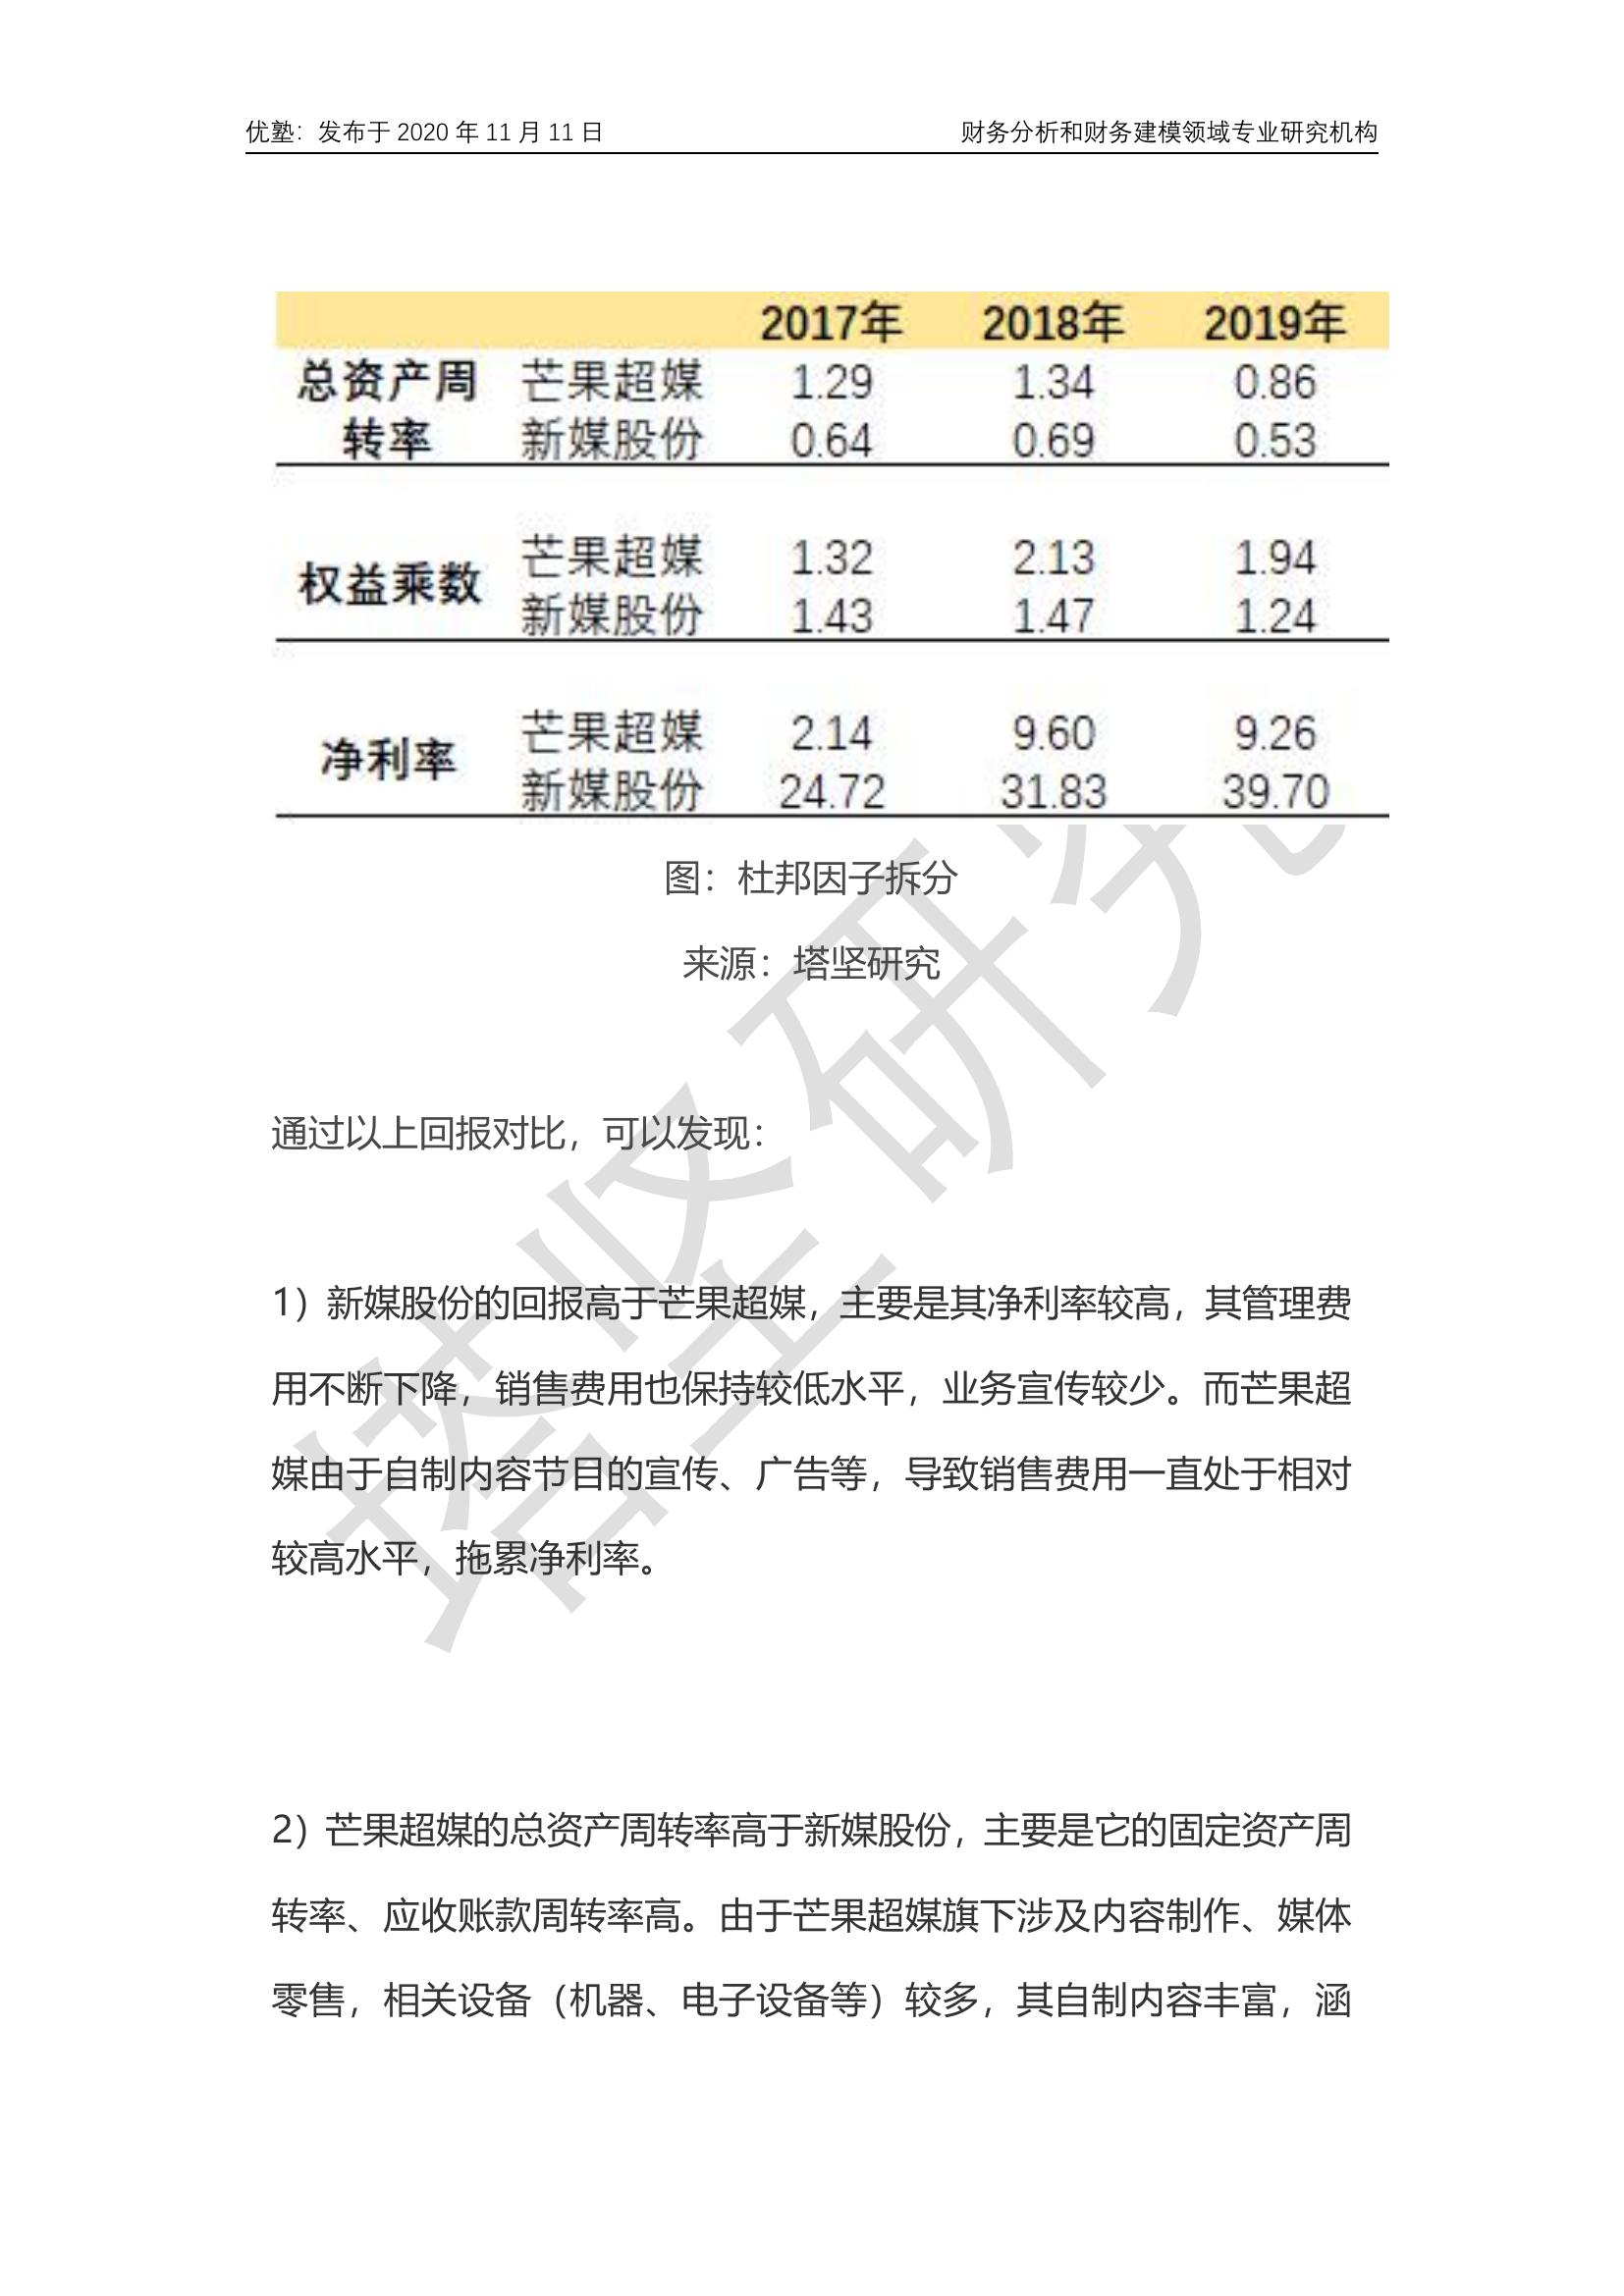 优塾：发布于 2020 年 11 月 11 日 财务分析和财务建模领域专业研究机构
2017年 2018年 2019年
总资产周转率 芒果超媒 1.29 1.34 0.86
新媒股份 0.64 0.69 0.53
权益乘数 芒果超媒 1.32 2.13 1.94
新媒股份 1.43 1.47 1.24
净利率 芒果超媒 2.14 9.60 9.26
新媒股份 24.72 31.83 39.70
图：杜邦因子拆分
来源：塔坚研究
通过以上回报对比，可以发现：
1）新媒股份的回报高于芒果超媒，主要是其净利率较高，其管理费
用不断下降，销售费用也保持较低水平，业务宣传较少。而芒果超
媒由于自制内容节目的宣传、广告等，导致销售费用一直处于相对
较高水平，拖累净利率。
2）芒果超媒的总资产周转率高于新媒股份，主要是它的固定资产周
转率、应收账款周转率高。由于芒果超媒旗下涉及内容制作、媒体
零售，相关设备（机器、电子设备等）较多，其自制内容丰富，涵
塔坚研究